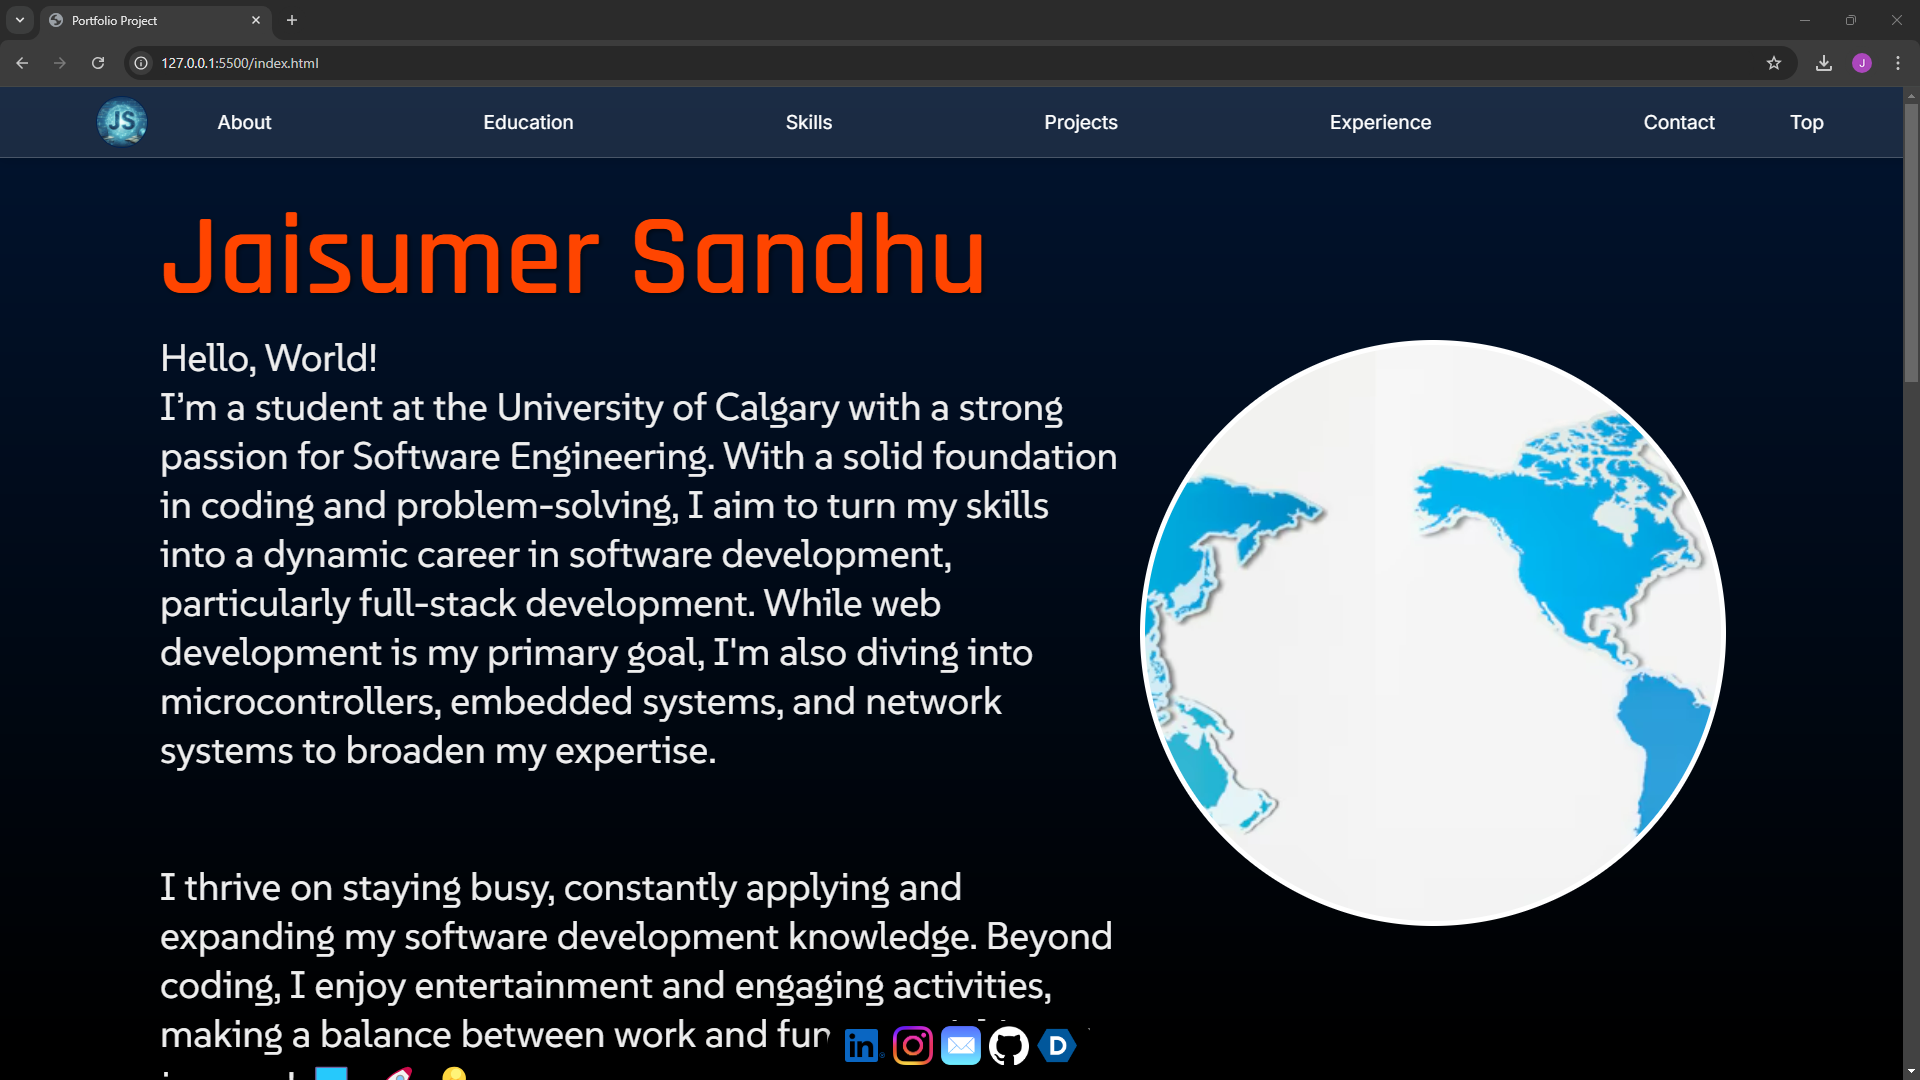 Portfolio Project
127.0.0.1:5500/index.html
J
JS
About
Education
Skills
Projects
Experience
Contact
Top
Jaisumer Sandhu
Hello, World!
I’m a student at the University of Calgary with a strong
passion for Software Engineering. With a solid foundation
in coding and problem-solving, I aim to turn my skills
into a dynamic career in software development,
particularly full-stack development. While web
development is my primary goal, I'm also diving into
microcontrollers, embedded systems, and network
systems to broaden my expertise.
I thrive on staying busy, constantly applying and
expanding my software development knowledge. Beyond
coding, I enjoy entertainment and engaging activities,
making a balance between work and fun
in
D